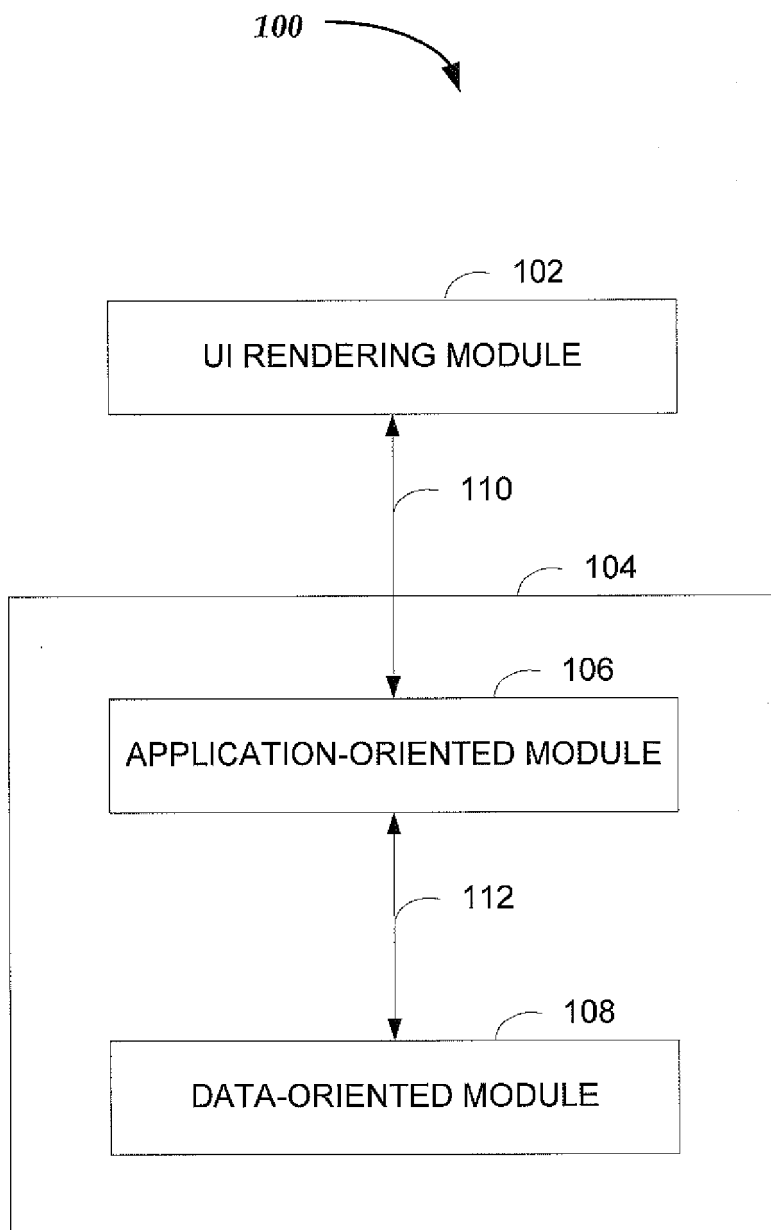 100
102
UI RENDERING MODULE
110
104
106
APPLICATION-ORIENTED MODULE
112
108
DATA-ORIENTED MODULE